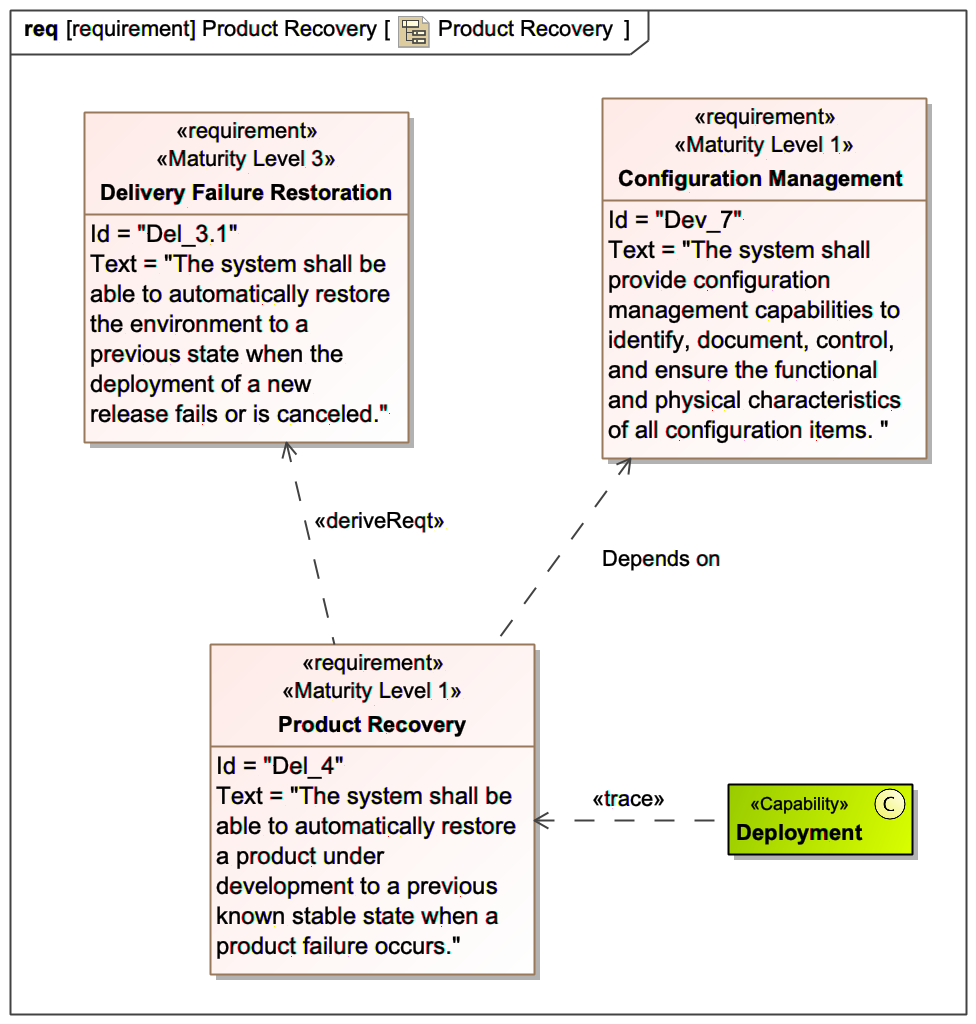 req [requirement] Product Recovery [ Product Recovery ]
«requirement»
«Maturity Level 3»
Delivery Failure Restoration
Id = "Del_3.1"
Text = "The system shall be
able to automatically restore
the environment to a
previous state when the
deployment of a new
release fails or is canceled."
«requirement»
«Maturity Level 1»
Configuration Management
Id = "Dev_7"
Text = "The system shall
provide configuration
management capabilities to
identify, document, control,
and ensure the functional
and physical characteristics
of all configuration items. "
«deriveReqt»
Depends on
«requirement»
«Maturity Level 1»
Product Recovery
Id = "Del_4"
Text = "The system shall be
able to automatically restore
a product under
development to a previous
known stable state when a
product failure occurs."
«trace»
«Capability»
C
Deployment